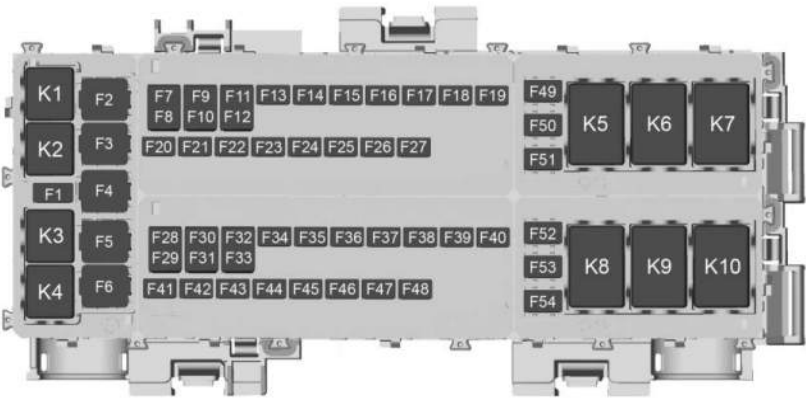 K1 F2 F7 F9 F11 F13 F14 F15 F16 F17 F18 F19 F49 K5 K6 K7
F8 F10 F12 F50
K2 F3 F20 F21 F22 F23 F24 F25 F26 F27 F51
F1 F4
K3 F5 F28 F30 F32 F34 F35 F36 F37 F38 F39 F40 F52 K8 K9 K10
F29 F31 F33 F53
K4 F6 F41 F42 F43 F44 F45 F46 F47 F48 F54